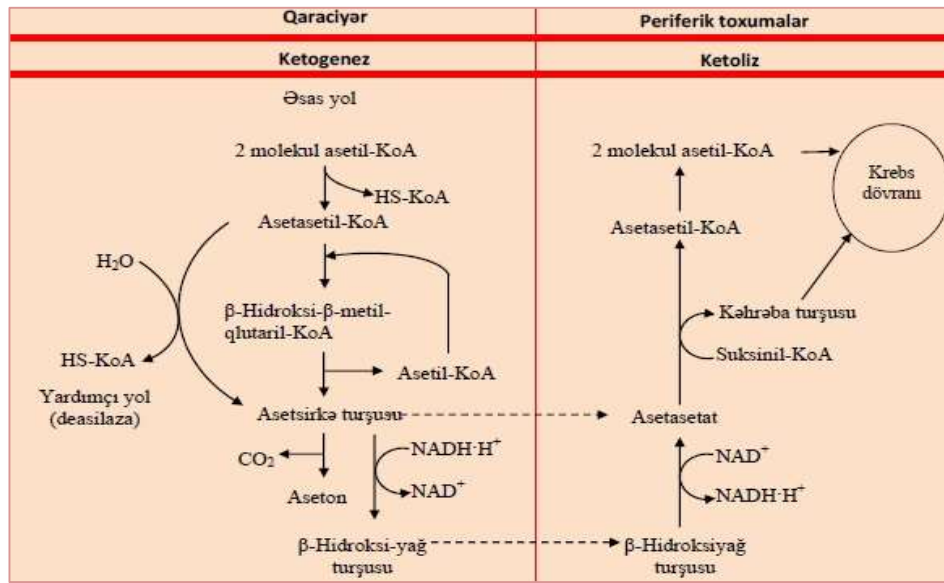 Qaraciyər
Periferik toxumalar
Ketogenez
Ketoliz
Əsas yol
2 molekul asetil-KoA
HS-KoA
Asetasetil-KoA
H₂O
β-Hidroksi-β-metil-
qlutaril-KoA
HS-KoA
Asetil-KoA
Yardımçı yol
(deasilaza)
Asetsirkə turşusu
CO₂
NADH·H⁺
Aseton
NAD⁺
β-Hidroksi-yağ
turşusu
2 molekul asetil-KoA
Krebs
dövranı
Asetasetil-KoA
Kəhrəba turşusu
Suksinil-KoA
Asetasetat
NAD⁺
NADH·H⁺
β-Hidroksiyağ
turşusu